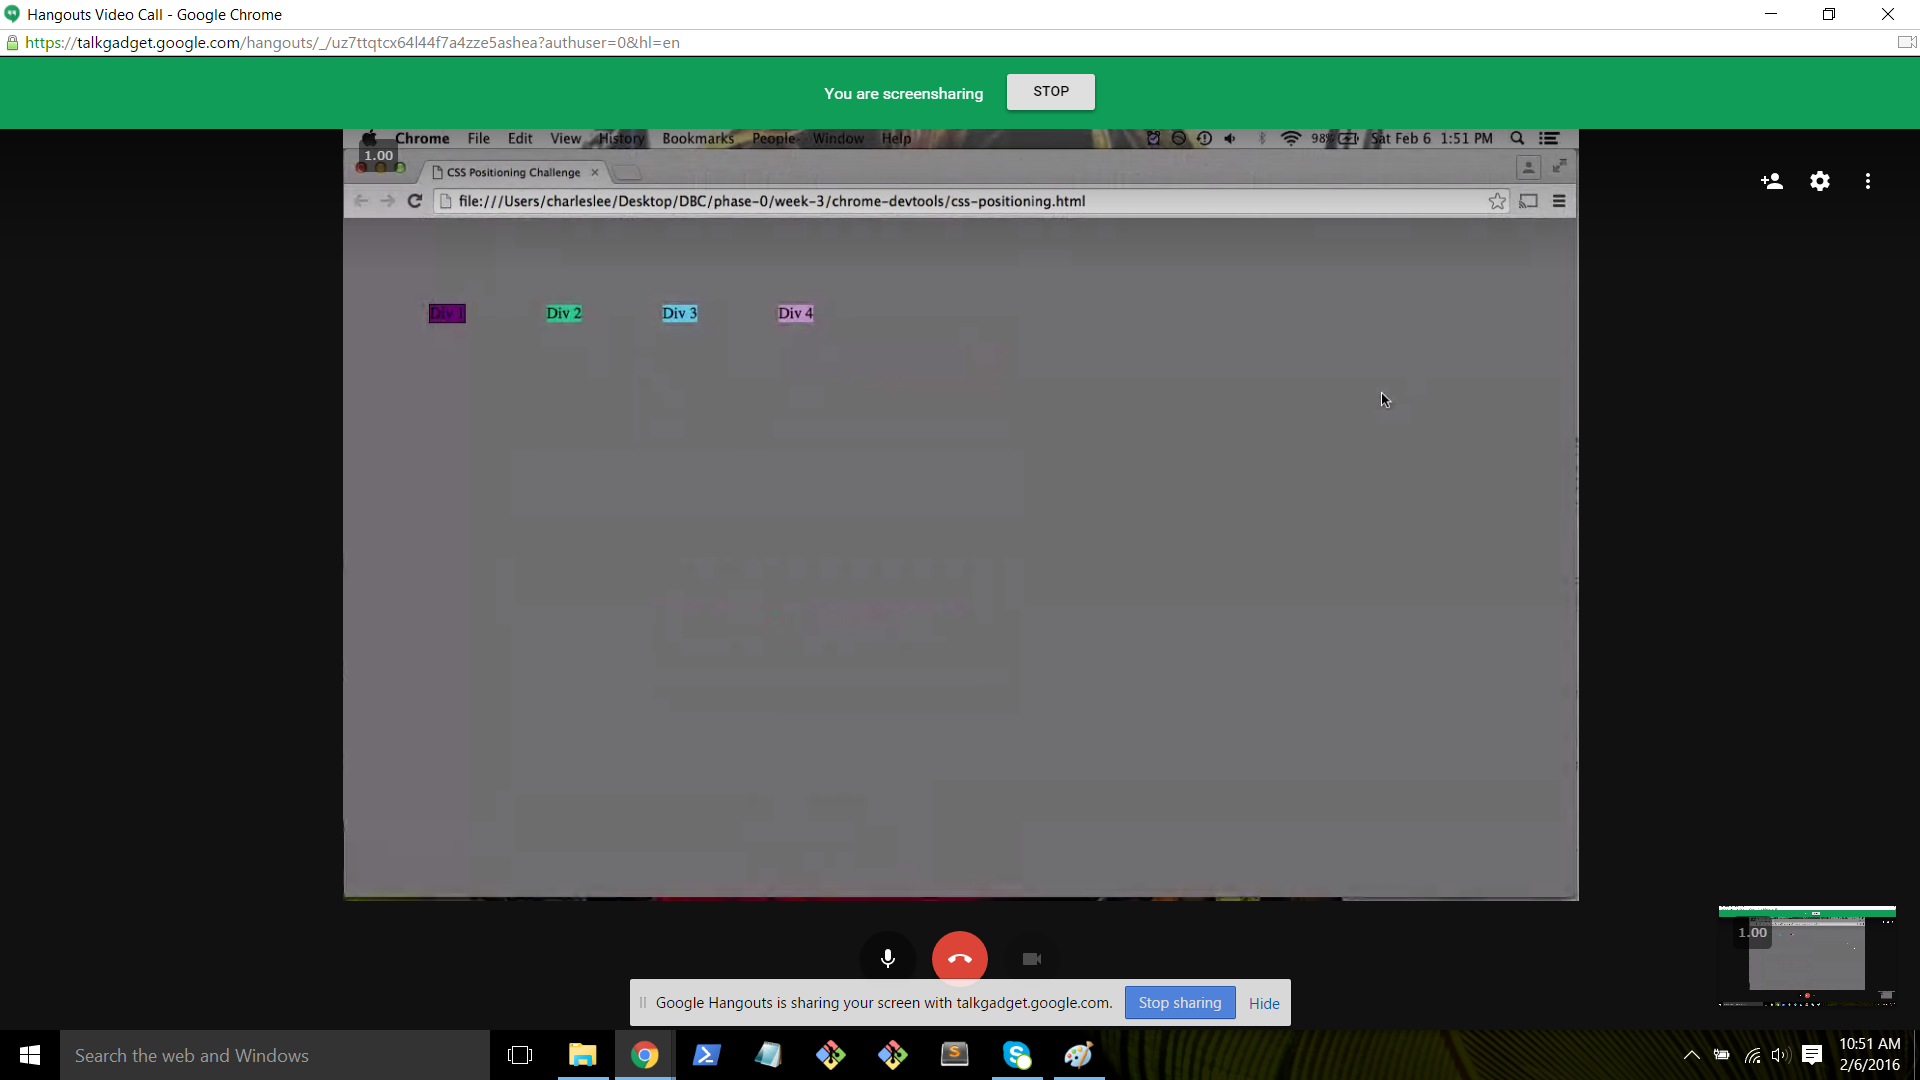 Hangouts Video Call - Google Chrome
https://talkgadget.google.com/hangouts/_/uz7ttqtcx64l44f7a4zze5ashea?authuser=0&hl=en
You are screensharing STOP
Chrome File Edit View History Bookmarks People Window Help 98% Sat Feb 6 1:51 PM
1.00
CSS Positioning Challenge
file:///Users/charleslee/Desktop/DBC/phase-0/week-3/chrome-devtools/css-positioning.html
Div 1 Div 2 Div 3 Div 4
1.00
Google Hangouts is sharing your screen with talkgadget.google.com. Stop sharing Hide
Search the web and Windows
10:51 AM
2/6/2016